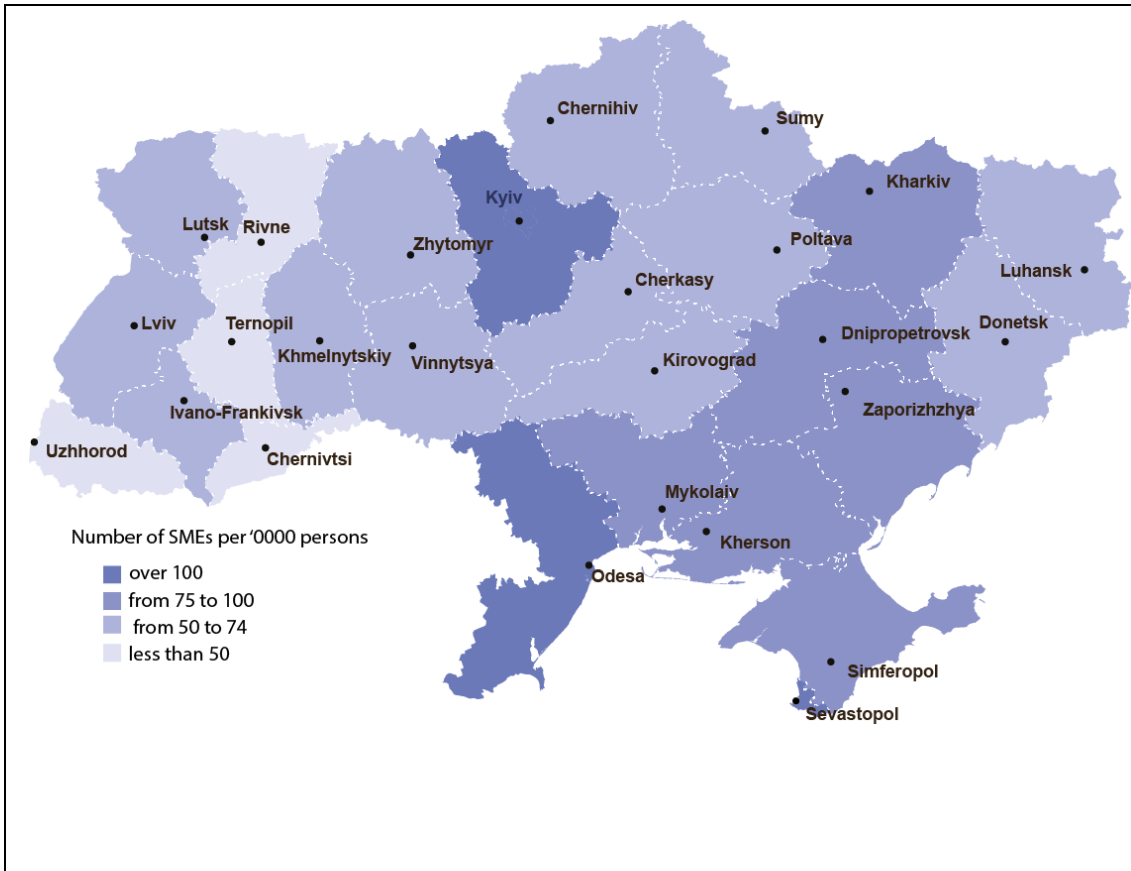 Chernihiv
Sumy
Kharkiv
Kyiv
Lutsk
Rivne
Zhytomyr
Poltava
Luhansk
Cherkasy
Lviv
Ternopil
Khmelnytskiy
Vinnytsya
Dnipropetrovsk
Donetsk
Kirovograd
Zaporizhzhya
Ivano-Frankivsk
Uzhhorod
Chernivtsi
Mykolaiv
Kherson
Odesa
Simferopol
Sevastopol
Number of SMEs per ‘0000 persons
over 100
from 75 to 100
from 50 to 74
less than 50